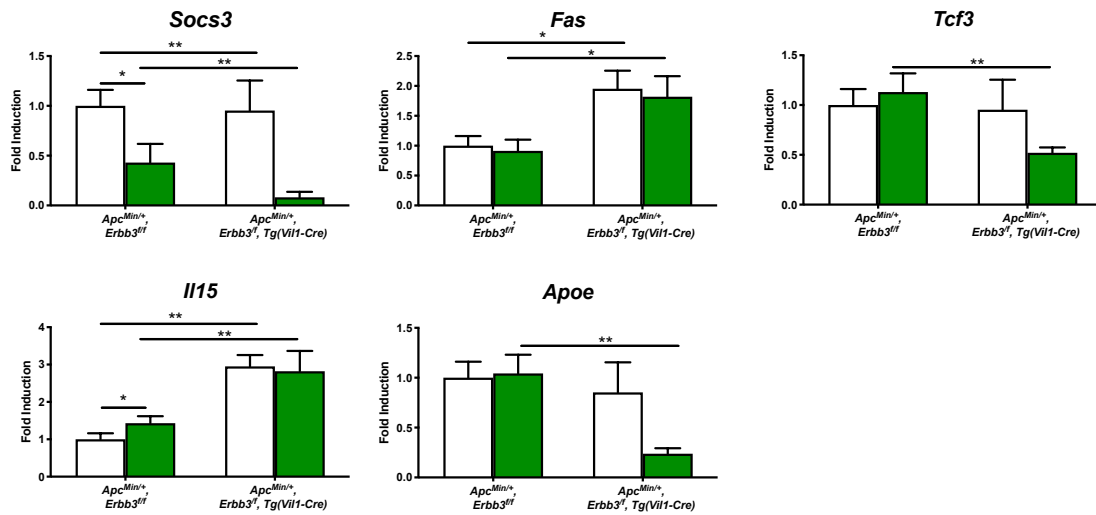 Socs3
**
*
**
Fold Induction
1.5
1.0
0.5
0.0
Apc^Min/+,
Erbb3^f/f
Apc^Min/+,
Erbb3^/f, Tg(Vil1-Cre)
Fas
*
*
Fold Induction
2.5
2.0
1.5
1.0
0.5
0.0
Apc^Min/+,
Erbb3^f/f
Apc^Min/+,
Erbb3^/f, Tg(Vil1-Cre)
Tcf3
**
Fold Induction
1.5
1.0
0.5
0.0
Apc^Min/+,
Erbb3^f/f
Apc^Min/+,
Erbb3^/f, Tg(Vil1-Cre)
Il15
**
**
*
Fold Induction
4
3
2
1
0
Apc^Min/+,
Erbb3^f/f
Apc^Min/+,
Erbb3^/f, Tg(Vil1-Cre)
Apoe
**
Fold Induction
1.5
1.0
0.5
0.0
Apc^Min/+,
Erbb3^f/f
Apc^Min/+,
Erbb3^/f, Tg(Vil1-Cre)